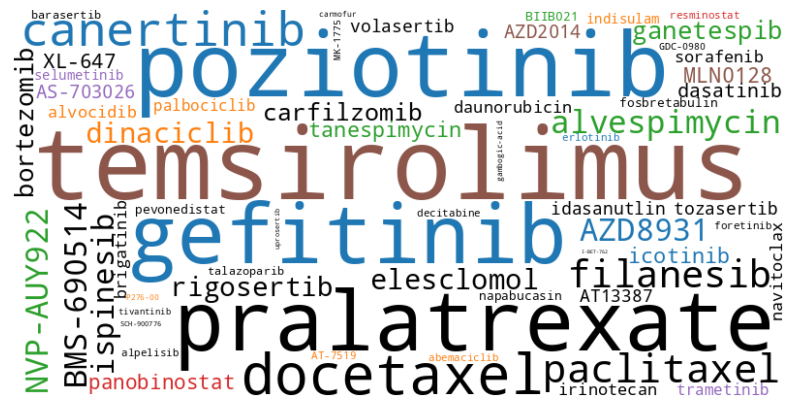 barasertib
carmofur
BIIB021
indisulam
resminostat
canertinib
MK-1775
volasertib
AZD2014
ganetespib
poziotinib
GDC-0980
XL-647
sorafenib
selumetinib
MLN0128
AS-703026
dasatinib
bortezomib
alvocidib
palbociclib
carfilzomib
daunorubicin
fosbretabulin
dinaciclib
tanespimycin
alvespimycin
erlotinib
temsirolimus
gambogic-acid
NVP-AUY922
BMS-690514
ispinesib
brigatinib
pevonedistat
gefitinib
uprosertib
decitabine
idasanutlin
tozasertib
AZD8931
foretinib
icotinib
I-BET-762
navitoclax
talazoparib
rigosertib
elesclomol
filanesib
P276-00
napabucasin
AT13387
tivantinib
SCH-900776
pralatrexate
alpelisib
AT-7519
abemaciclib
panobinostat
docetaxel
paclitaxel
irinotecan
trametinib